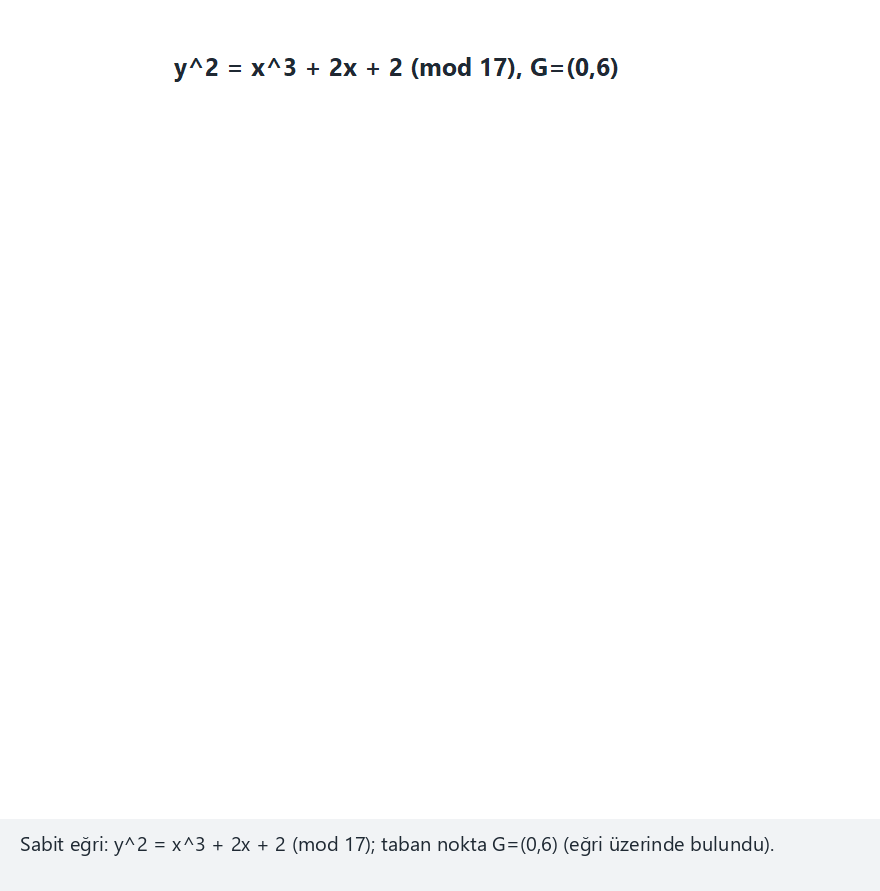 y^2 = x^3 + 2x + 2 (mod 17), G=(0,6)
Sabit eğri: y^2 = x^3 + 2x + 2 (mod 17); taban nokta G=(0,6) (eğri üzerinde bulundu).